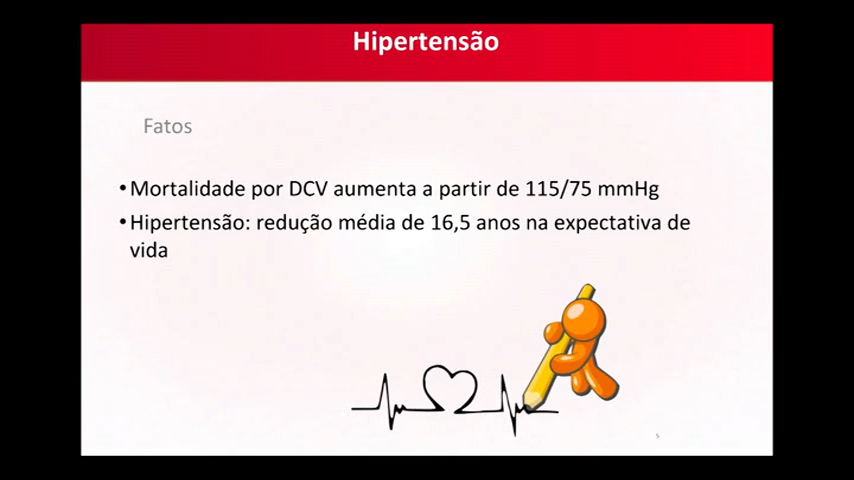 Hipertensão
Fatos
•Mortalidade por DCV aumenta a partir de 115/75 mmHg
•Hipertensão: redução média de 16,5 anos na expectativa de
vida
5